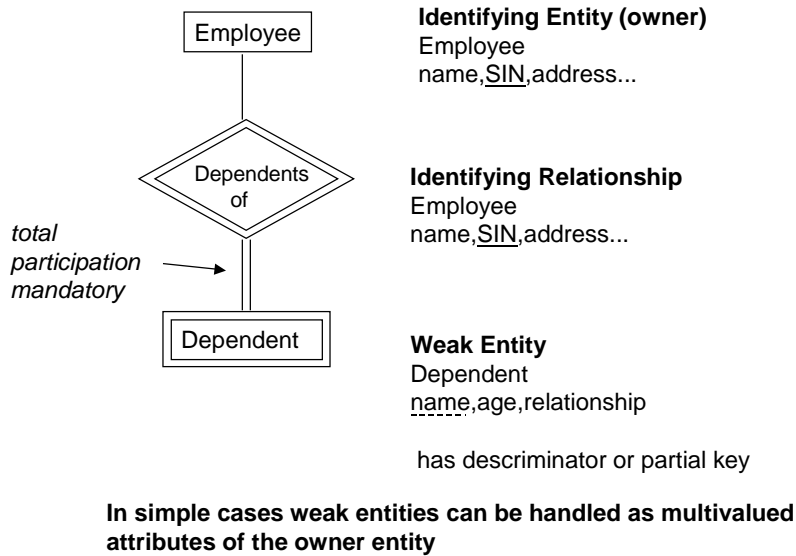 Employee
Identifying Entity (owner)
Employee
name,SIN,address...
Dependents
of
Identifying Relationship
Employee
name,SIN,address...
total
participation
mandatory
Dependent
Weak Entity
Dependent
name,age,relationship
has descriminator or partial key
In simple cases weak entities can be handled as multivalued
attributes of the owner entity